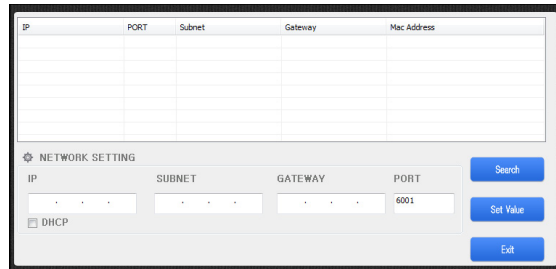 IP PORT Subnet Gateway Mac Address
NETWORK SETTING
IP SUBNET GATEWAY PORT
. . . . . . . . . 6001
DHCP
Search
Set Value
Exit